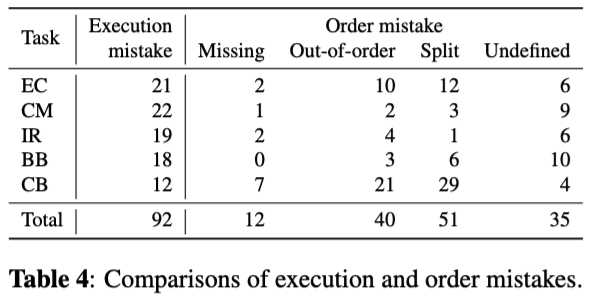 Task Execution mistake Order mistake
Missing Out-of-order Split Undefined
EC 21 2 10 12 6
CM 22 1 2 3 9
IR 19 2 4 1 6
BB 18 0 3 6 10
CB 12 7 21 29 4
Total 92 12 40 51 35
Table 4: Comparisons of execution and order mistakes.